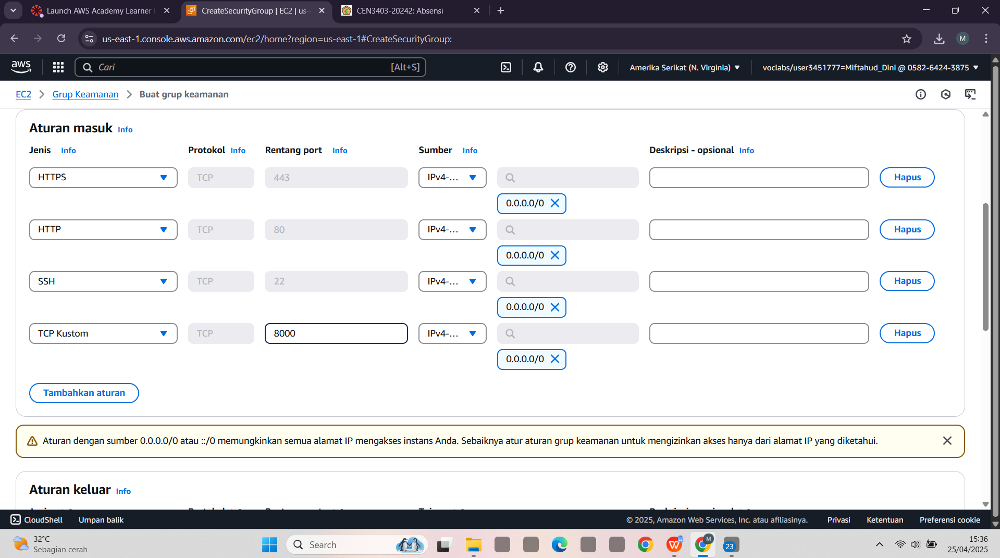 Launch AWS Academy Learner
CreateSecurityGroup | EC2 | us-
CEN3403-20242: Absensi
us-east-1.console.aws.amazon.com/ec2/home?region=us-east-1#CreateSecurityGroup:
M
aws
Cari
[Alt+S]
Amerika Serikat (N. Virginia)
voclabs/user3451777=Miftahud_Dini @ 0582-6424-3875
EC2 > Grup Keamanan > Buat grup keamanan
Aturan masuk Info
Jenis Info Protokol Info Rentang port Info Sumber Info Deskripsi - opsional Info
HTTPS TCP 443 IPv4-... Hapus
0.0.0.0/0
HTTP TCP 80 IPv4-... Hapus
0.0.0.0/0
SSH TCP 22 IPv4-... Hapus
0.0.0.0/0
TCP Kustom TCP 8000 IPv4-... Hapus
0.0.0.0/0
Tambahkan aturan
Aturan dengan sumber 0.0.0.0/0 atau ::/0 memungkinkan semua alamat IP mengakses instans Anda. Sebaiknya atur aturan grup keamanan untuk mengizinkan akses hanya dari alamat IP yang diketahui.
Aturan keluar Info
CloudShell Umpan balik © 2025, Amazon Web Services, Inc. atau afiliasinya. Privasi Ketentuan Preferensi cookie
32°C
Sebagian cerah
Search
W
M
23
15:36
25/04/2025